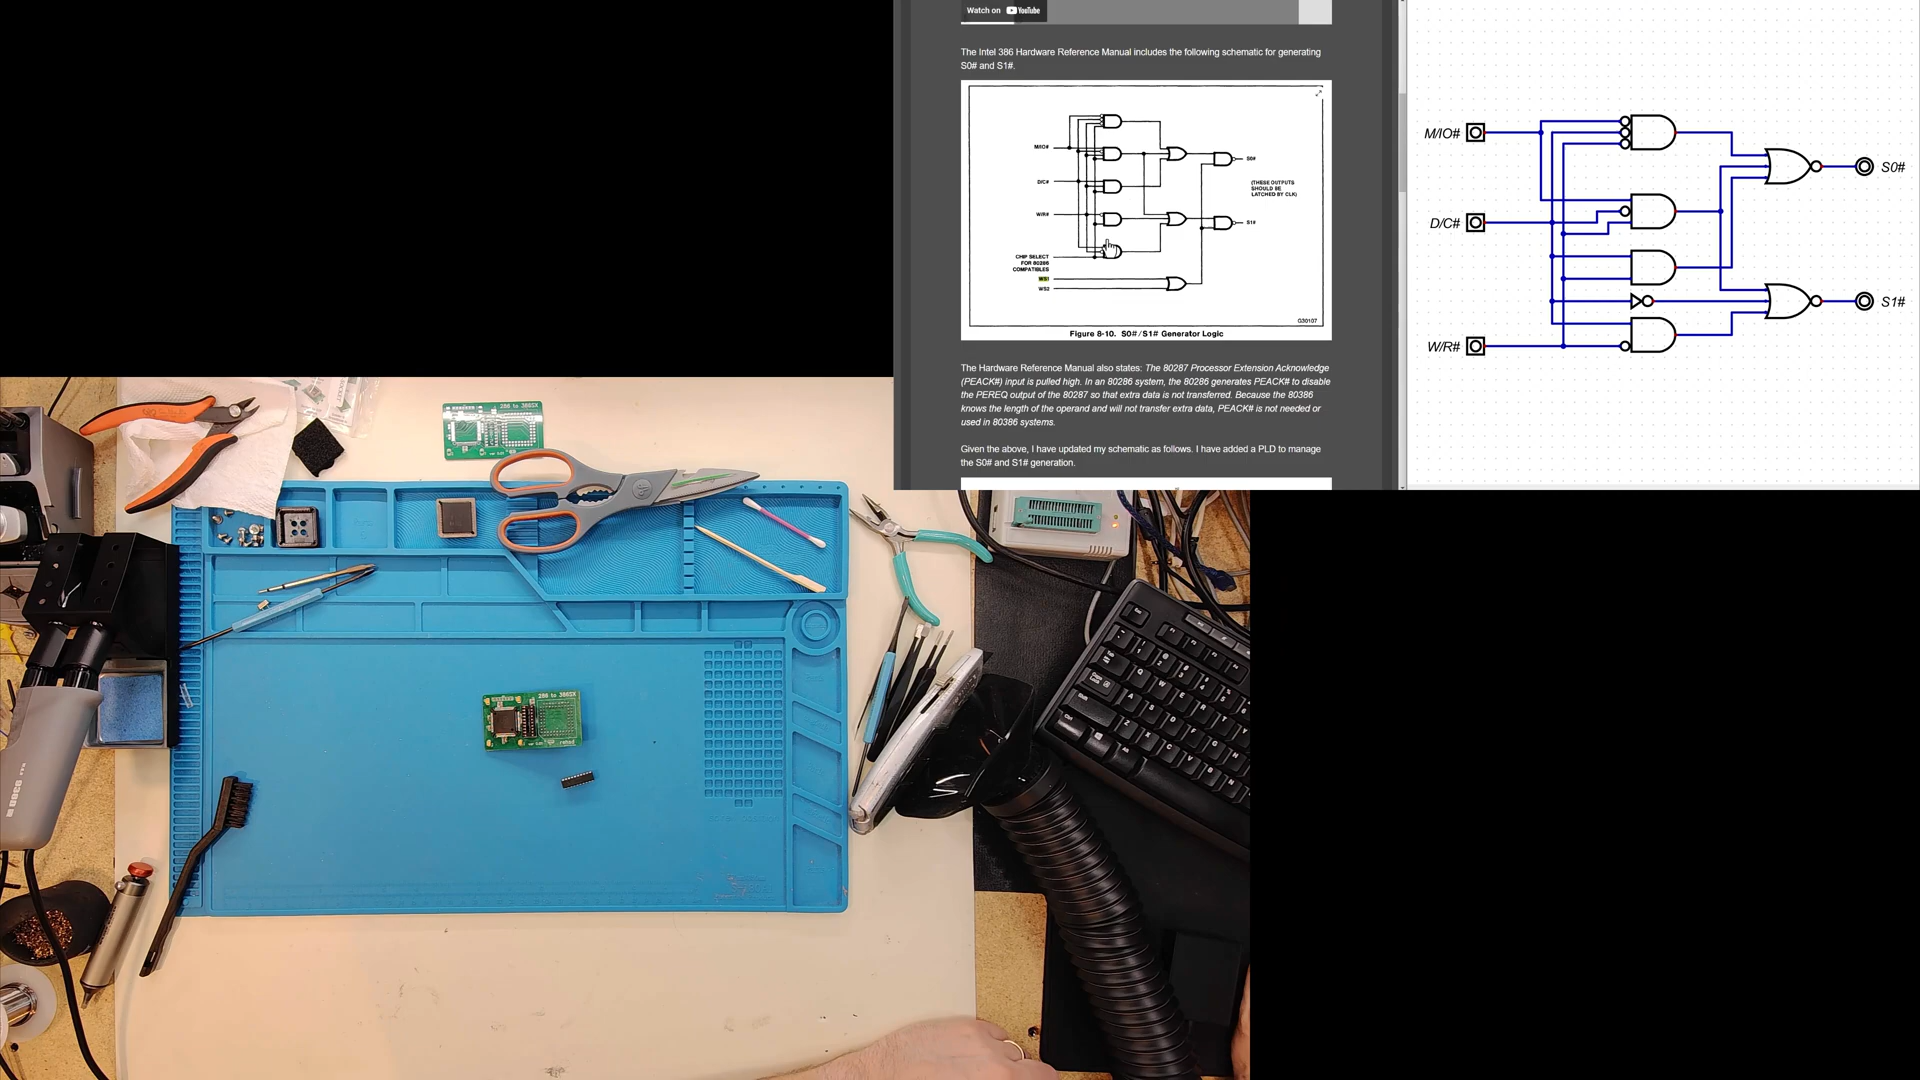 Watch on YouTube
The Intel 386 Hardware Reference Manual includes the following schematic for generating
S0# and S1#.
M/IO#
D/C#
W/R#
CHIP SELECT
FOR 80286
COMPATIBLES
WS1
WS2
S0#
(THESE OUTPUTS
SHOULD BE
LATCHED BY CLK)
S1#
G30107
Figure 8-10. S0#/S1# Generator Logic
The Hardware Reference Manual also states: The 80287 Processor Extension Acknowledge
(PEACK#) input is pulled high. In an 80286 system, the 80286 generates PEACK# to disable
the PEREQ output of the 80287 so that extra data is not transferred. Because the 80386
knows the length of the operand and will not transfer extra data, PEACK# is not needed or
used in 80386 systems.
Given the above, I have updated my schematic as follows. I have added a PLD to manage
the S0# and S1# generation.
M/IO#
D/C#
W/R#
S0#
S1#
286 to 386SX
286 to 386SX